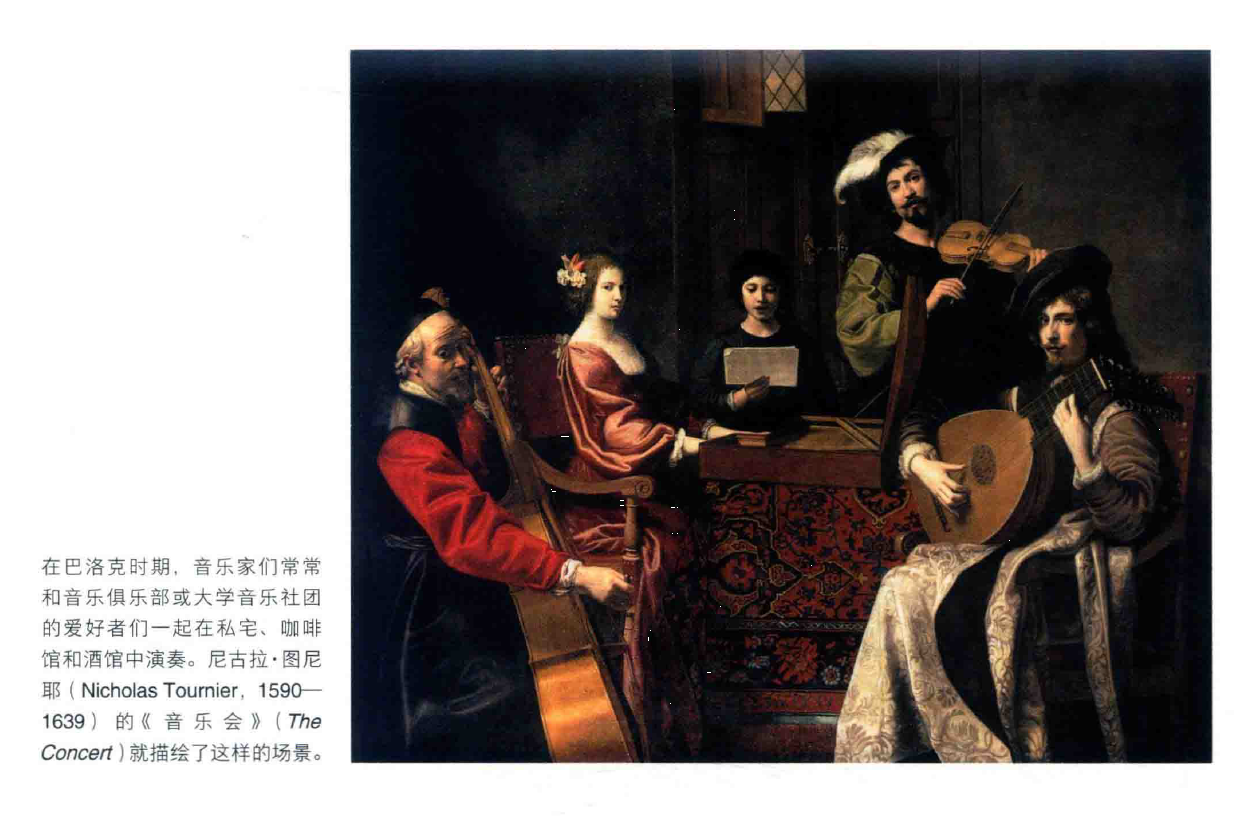 在巴洛克时期，音乐家们常常
和音乐俱乐部或大学音乐社团
的爱好者们一起在私宅、咖啡
馆和酒馆中演奏。尼古拉·图尼
耶（Nicholas Tournier，1590—
1639）的《音乐会》（The
Concert）就描绘了这样的场景。